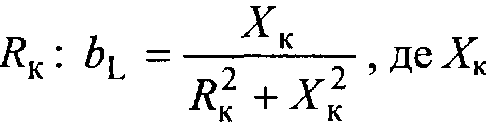 Rк : bL = Xк / (Rк² + Xк²) , де Xк